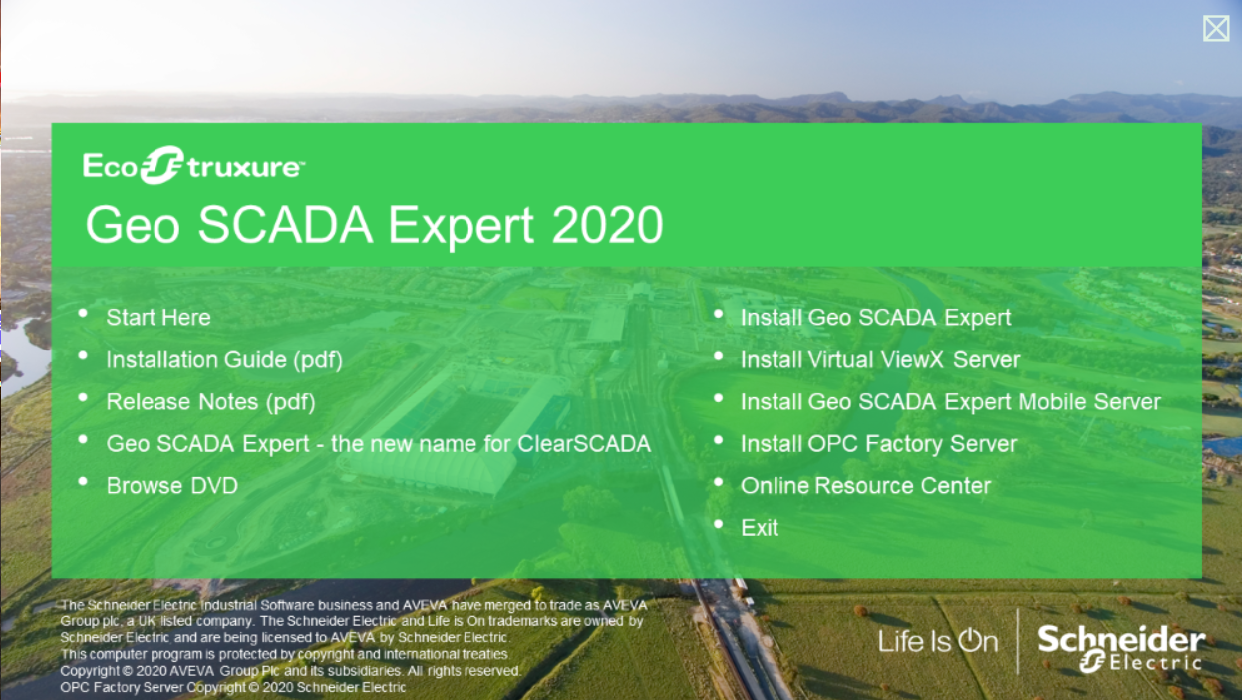 EcoStruxure™
Geo SCADA Expert 2020
• Start Here
• Installation Guide (pdf)
• Release Notes (pdf)
• Geo SCADA Expert - the new name for ClearSCADA
• Browse DVD
• Install Geo SCADA Expert
• Install Virtual ViewX Server
• Install Geo SCADA Expert Mobile Server
• Install OPC Factory Server
• Online Resource Center
• Exit
The Schneider Electric Industrial Software business and AVEVA have merged to trade as AVEVA
Group plc, a UK listed company. The Schneider Electric and Life is On trademarks are owned by
Schneider Electric and are being licensed to AVEVA by Schneider Electric.
This computer program is protected by copyright and international treaties
Copyright © 2020 AVEVA Group Plc and its subsidiaries. All rights reserved.
OPC Factory Server Copyright © 2020 Schneider Electric
Life Is On
Schneider
Electric